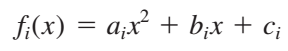 fᵢ(x) = aᵢx² + bᵢx + cᵢ